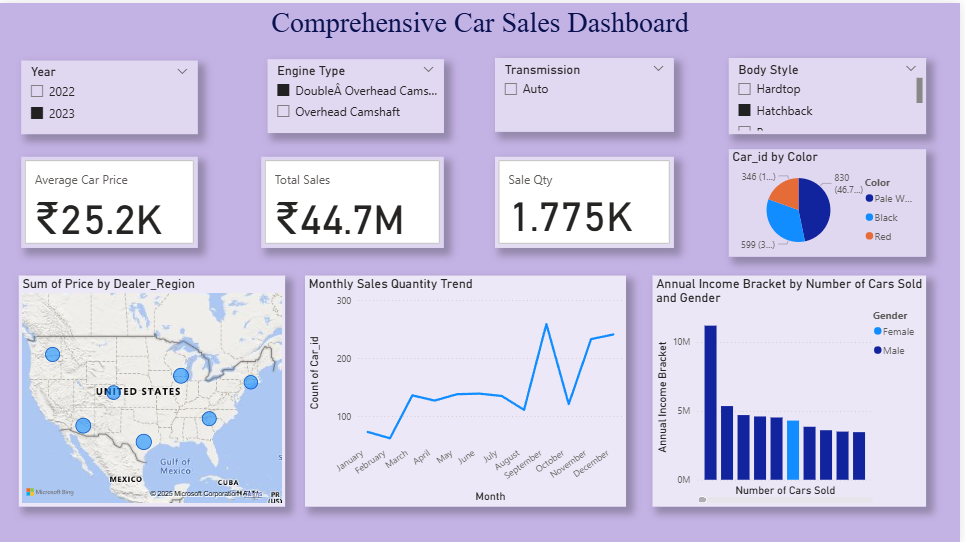 Comprehensive Car Sales Dashboard
Year
2022
2023
Engine Type
DoubleÂ Overhead Cams...
Overhead Camshaft
Transmission
Auto
Body Style
Hardtop
Hatchback
Average Car Price
₹25.2K
Total Sales
₹44.7M
Sale Qty
1.775K
Car_id by Color
346 (1...)
830
(46.7...)
599 (3...)
Color
Pale W...
Black
Red
Sum of Price by Dealer_Region
UNITED STATES
Gulf of
Mexico
MEXICO
CUBA
PR
(US)
Microsoft Bing
© 2025 Microsoft Corporation
Monthly Sales Quantity Trend
Count of Car_id
300
200
100
January
February
March
April
May
June
July
August
September
October
November
December
Month
Annual Income Bracket by Number of Cars Sold
and Gender
Gender
Female
Male
Annual Income Bracket
10M
5M
0M
Number of Cars Sold